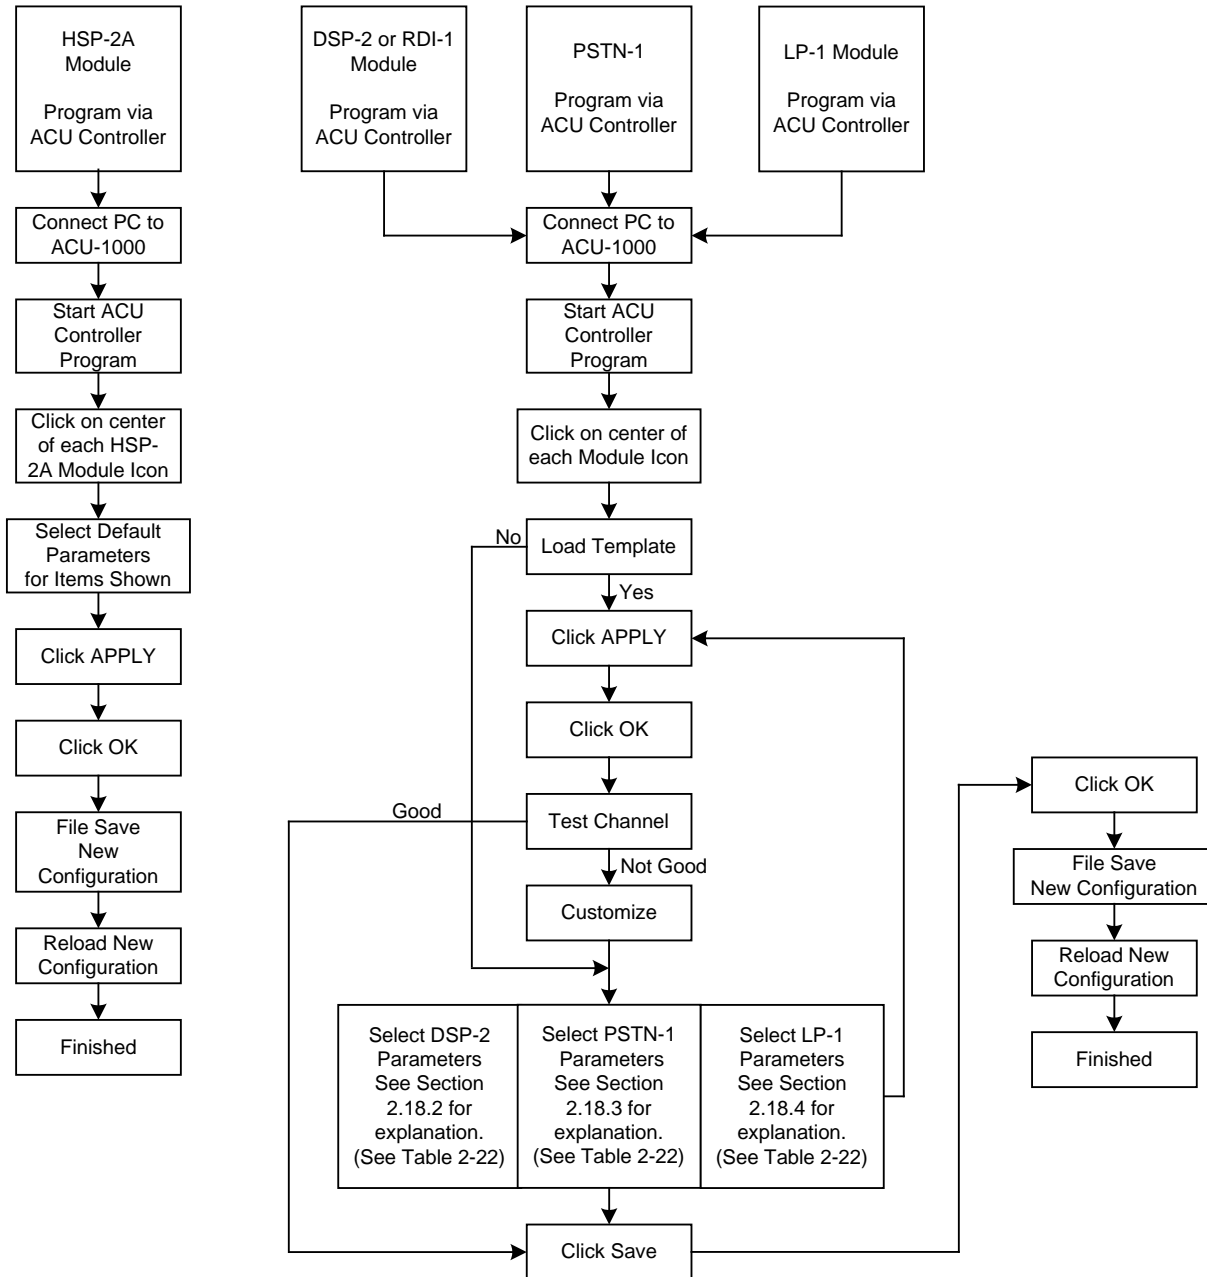 HSP-2A
Module
Program via
ACU Controller
Connect PC to
ACU-1000
Start ACU
Controller
Program
Click on center
of each HSP-
2A Module Icon
Select Default
Parameters
for Items Shown
Click APPLY
Click OK
File Save
New
Configuration
Reload New
Configuration
Finished
DSP-2 or RDI-1
Module
Program via
ACU Controller
PSTN-1
Program via
ACU Controller
LP-1 Module
Program via
ACU Controller
Connect PC to
ACU-1000
Start ACU
Controller
Program
Click on center of
each Module Icon
No
Load Template
Yes
Click APPLY
Click OK
Good
Test Channel
Not Good
Customize
Select DSP-2
Parameters
See Section
2.18.2 for
explanation.
(See Table 2-22)
Select PSTN-1
Parameters
See Section
2.18.3 for
explanation.
(See Table 2-22)
Select LP-1
Parameters
See Section
2.18.4 for
explanation.
(See Table 2-22)
Click Save
Click OK
File Save
New Configuration
Reload New
Configuration
Finished